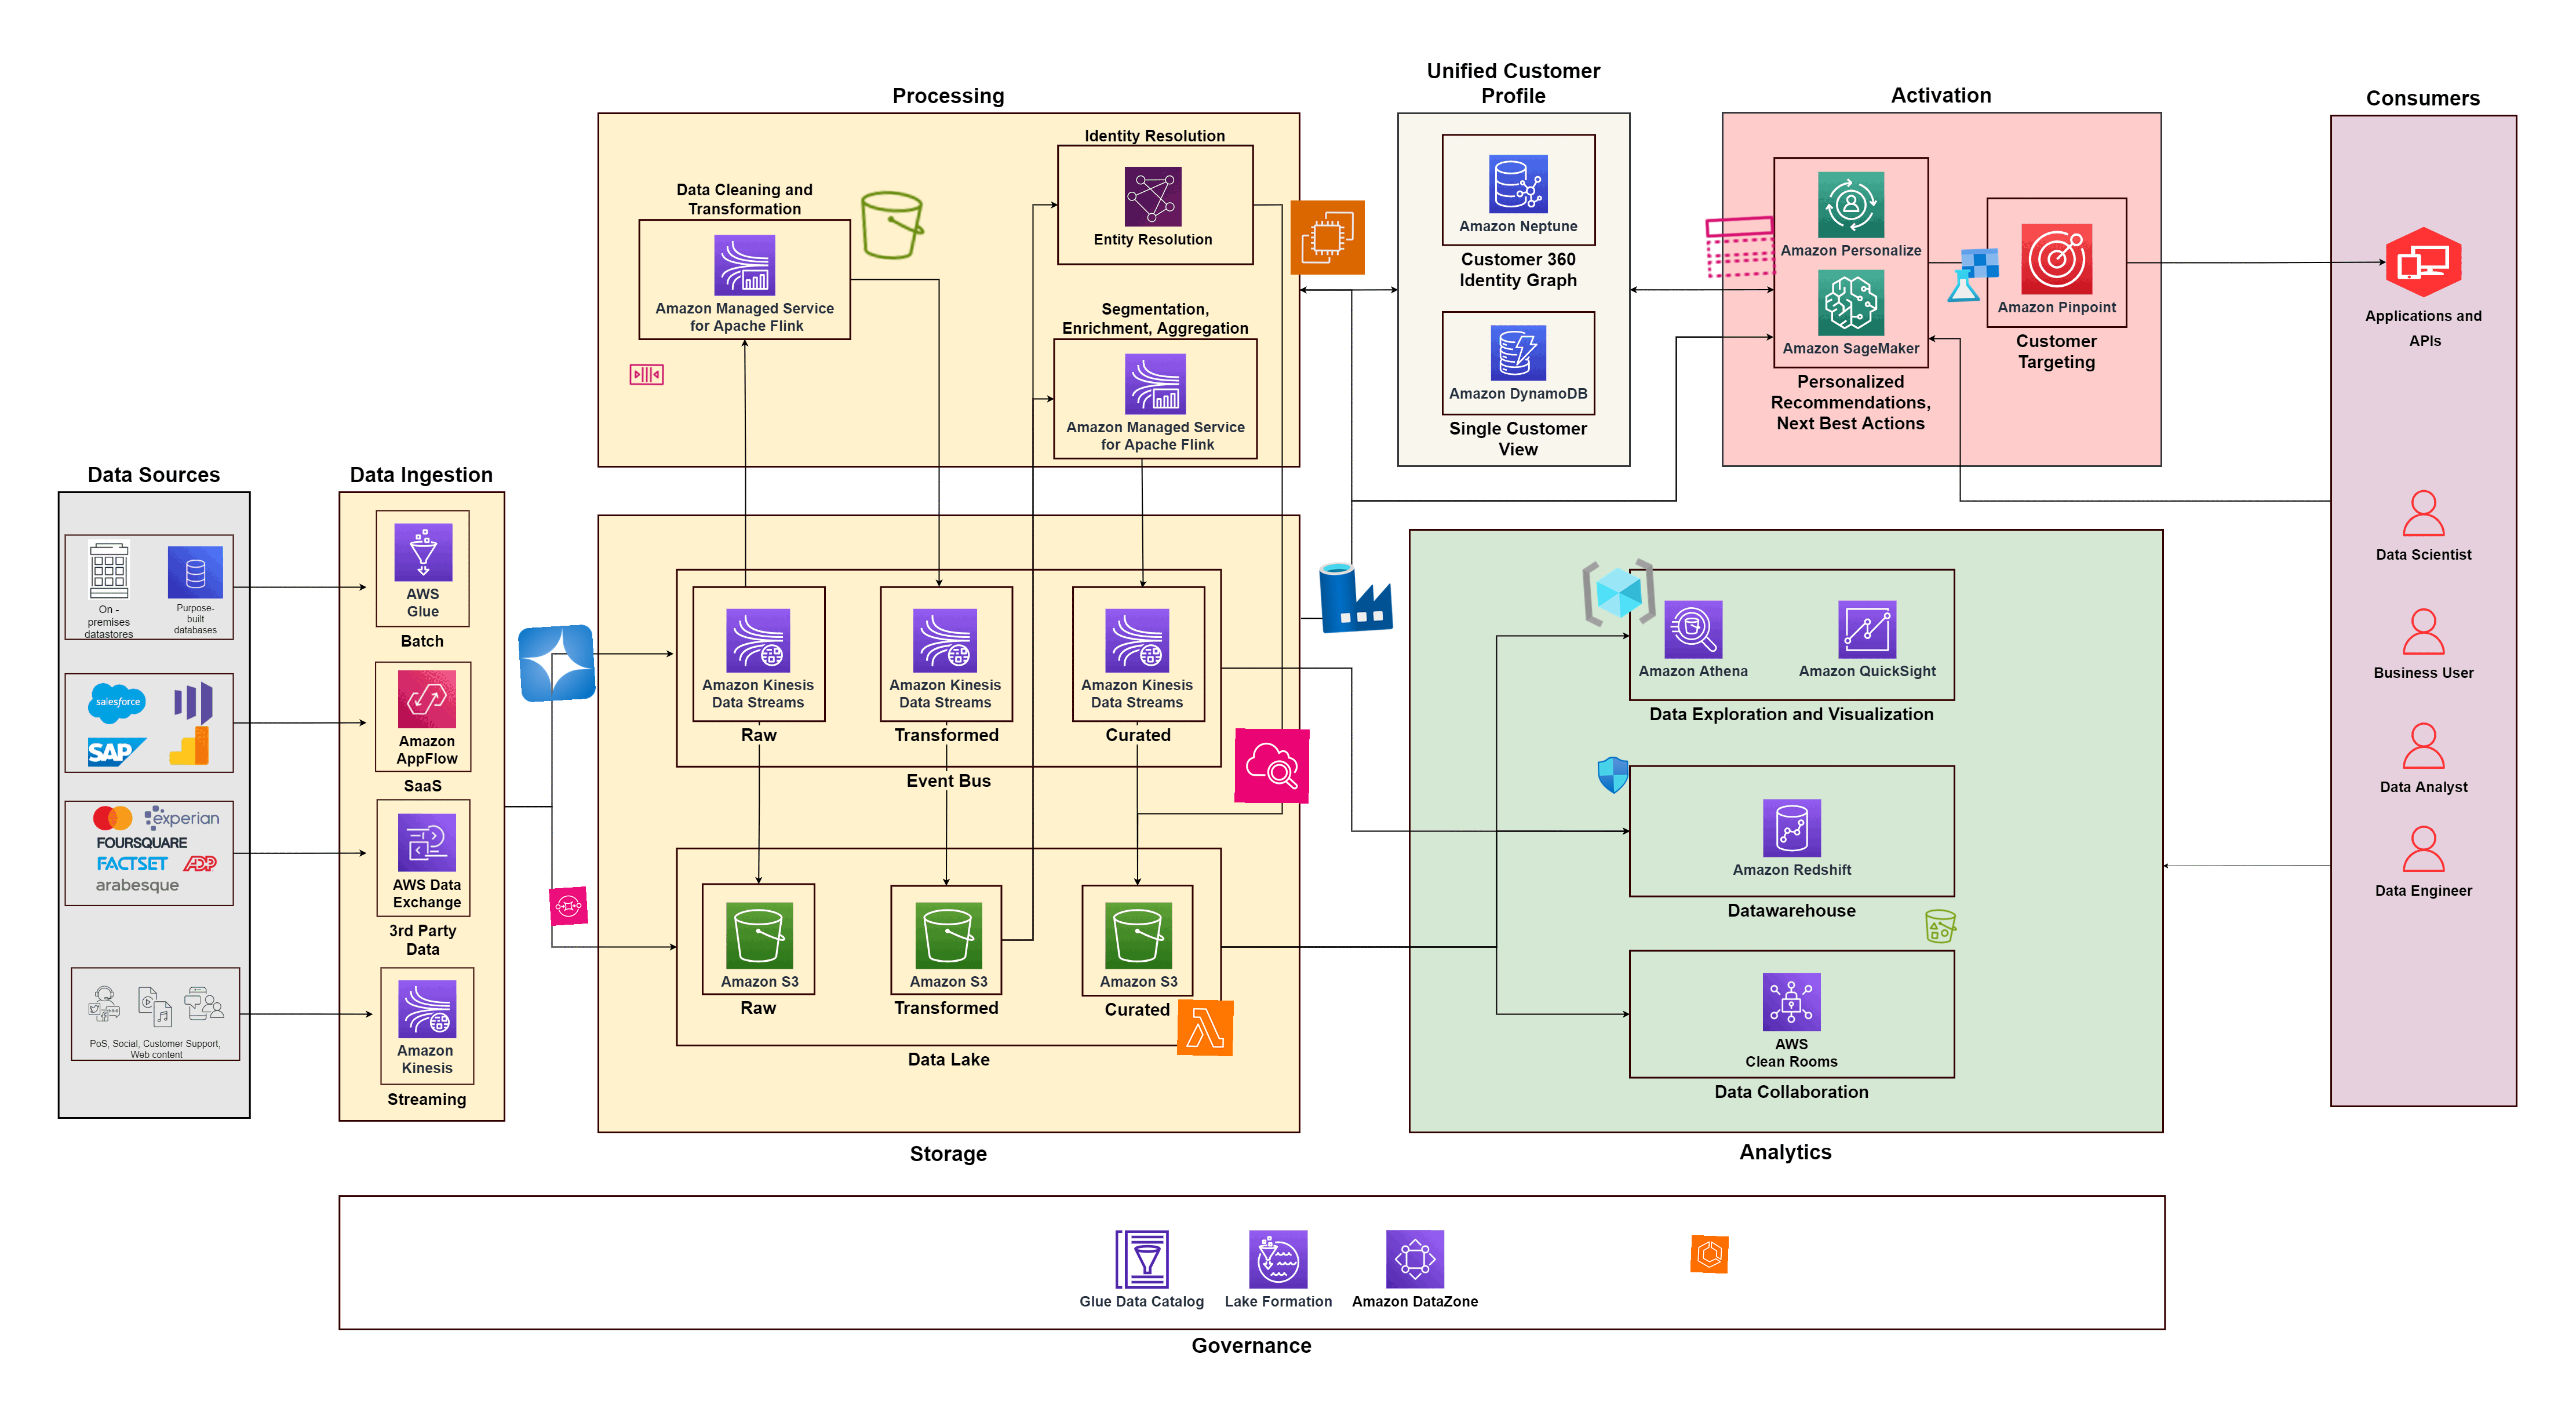 Unified Customer
Profile
Processing
Activation
Consumers
Identity Resolution
Entity Resolution
Data Cleaning and
Transformation
Amazon Managed Service
for Apache Flink
Segmentation,
Enrichment, Aggregation
Amazon Managed Service
for Apache Flink
Amazon Neptune
Customer 360
Identity Graph
Amazon DynamoDB
Single Customer
View
Amazon Personalize
Amazon SageMaker
Personalized
Recommendations,
Next Best Actions
Amazon Pinpoint
Customer
Targeting
Applications and
APIs
Data Scientist
Business User
Data Analyst
Data Engineer
Data Sources
On -
premises
datastores
Purpose-
built
databases
salesforce
SAP
experian
FOURSQUARE
FACTSET
ADP
arabesque
PoS, Social, Customer Support,
Web content
Data Ingestion
AWS
Glue
Batch
Amazon
AppFlow
SaaS
AWS Data
Exchange
3rd Party
Data
Amazon
Kinesis
Streaming
Amazon Kinesis
Data Streams
Raw
Amazon Kinesis
Data Streams
Transformed
Amazon Kinesis
Data Streams
Curated
Event Bus
Amazon S3
Raw
Amazon S3
Transformed
Amazon S3
Curated
Data Lake
Storage
Amazon Athena
Amazon QuickSight
Data Exploration and Visualization
Amazon Redshift
Datawarehouse
AWS
Clean Rooms
Data Collaboration
Analytics
Glue Data Catalog
Lake Formation
Amazon DataZone
Governance